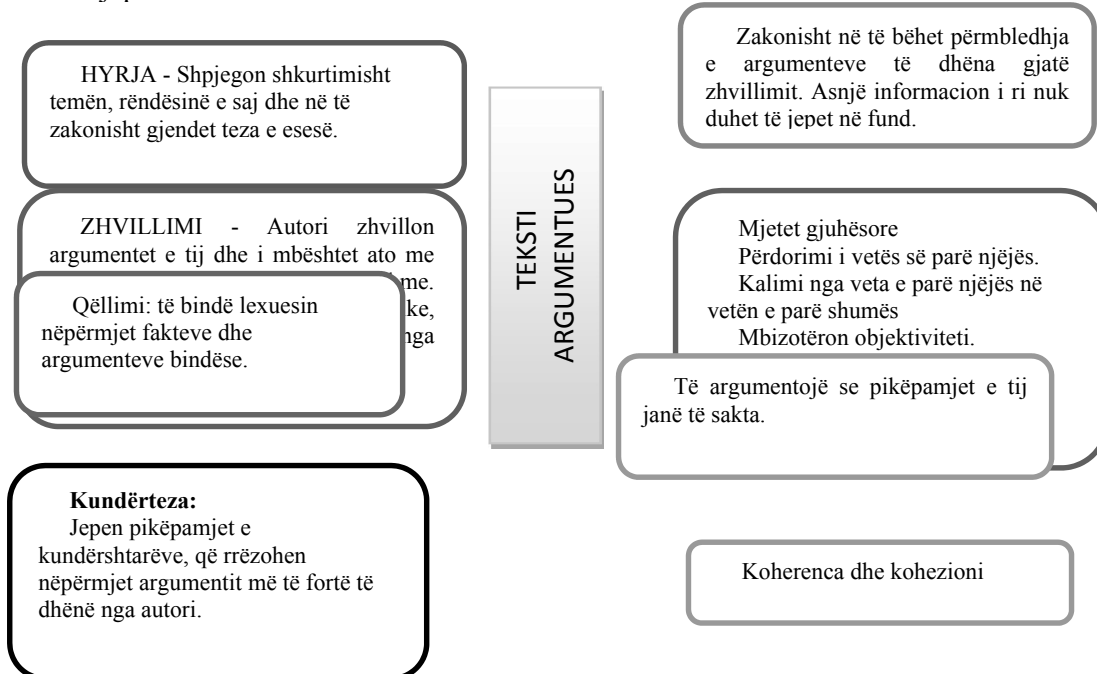 HYRJA - Shpjegon shkurtimisht
temën, rëndësinë e saj dhe në të
zakonisht gjendet teza e esesë.
ZHVILLIMI - Autori zhvillon
argumentet e tij dhe i mbështet ato me
me.
ke,
nga
Qëllimi: të bindë lexuesin
nëpërmjet fakteve dhe
argumenteve bindëse.
Kundërteza:
Jepen pikëpamjet e
kundërshtarëve, që rrëzohen
nëpërmjet argumentit më të fortë të
dhënë nga autori.
TEKSTI
ARGUMENTUES
Zakonisht në të bëhet përmbledhja
e argumenteve të dhëna gjatë
zhvillimit. Asnjë informacion i ri nuk
duhet të jepet në fund.
Mjetet gjuhësore
Përdorimi i vetës së parë njëjës.
Kalimi nga veta e parë njëjës në
vetën e parë shumës
Mbizotëron objektiviteti.
Të argumentojë se pikëpamjet e tij
janë të sakta.
Koherenca dhe kohezioni